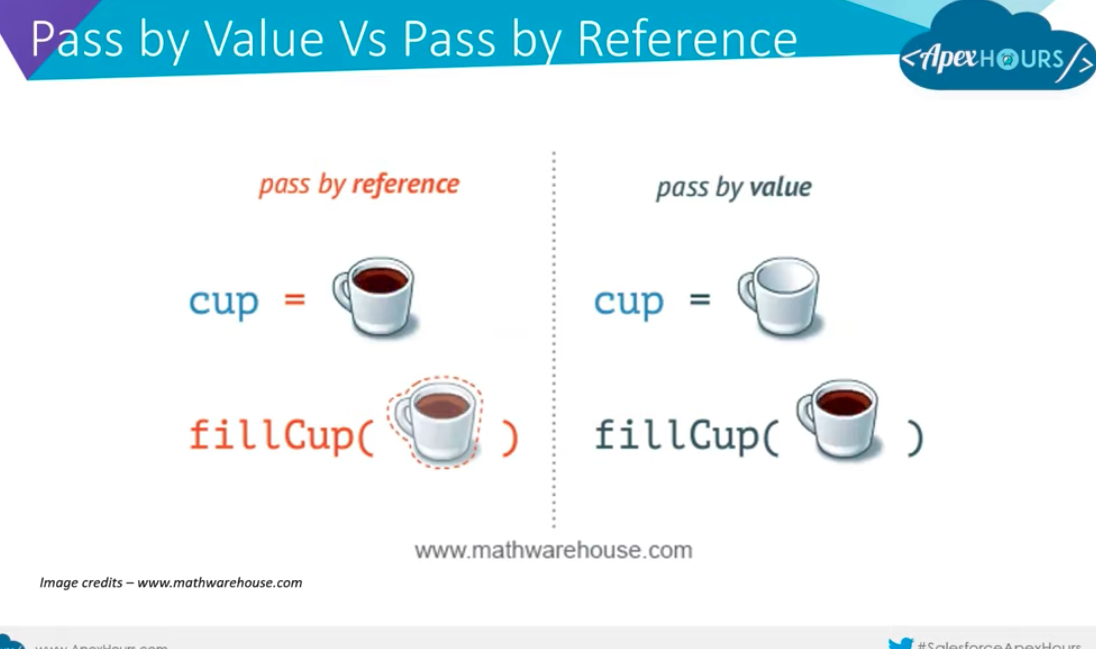 Pass by Value Vs Pass by Reference
<ApexHOURS/>
pass by reference
cup =
fillCup( )
pass by value
cup =
fillCup( )
www.mathwarehouse.com
Image credits – www.mathwarehouse.com
www.ApexHours.com
#SalesforceApexHours